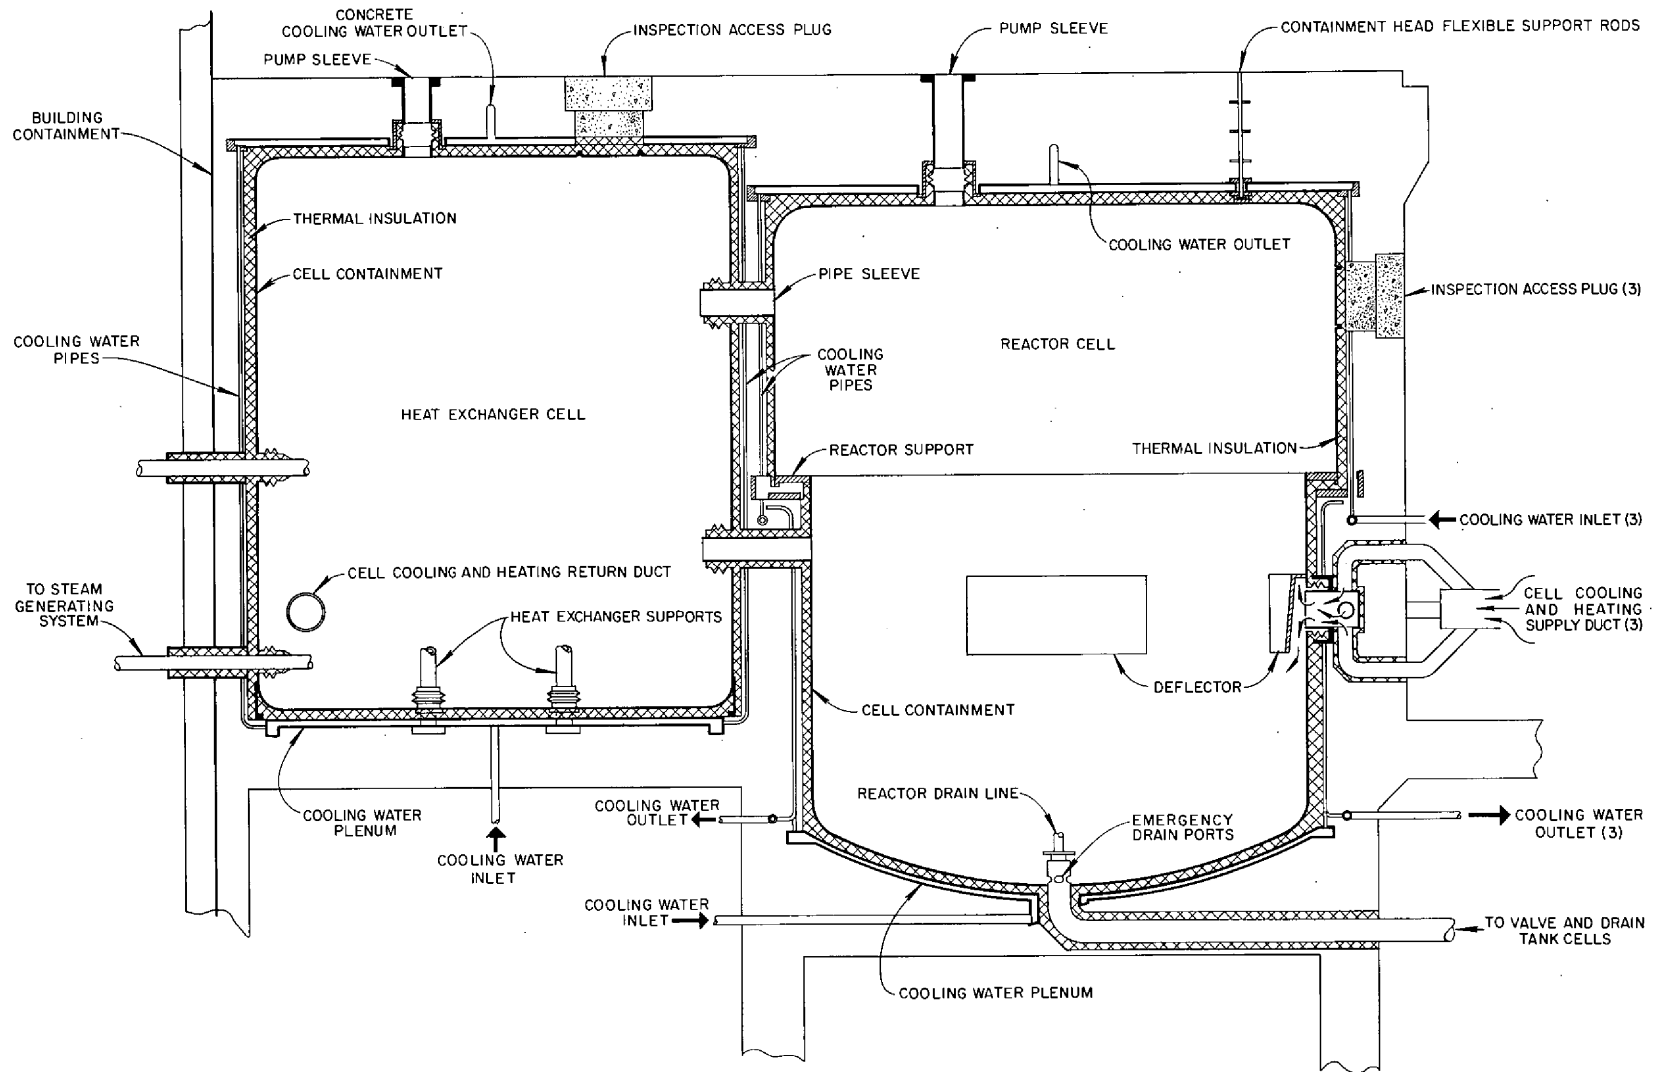 CONCRETE
COOLING WATER OUTLET
PUMP SLEEVE
INSPECTION ACCESS PLUG
PUMP SLEEVE
CONTAINMENT HEAD FLEXIBLE SUPPORT RODS
BUILDING
CONTAINMENT
THERMAL INSULATION
CELL CONTAINMENT
COOLING WATER
PIPES
HEAT EXCHANGER CELL
PIPE SLEEVE
COOLING
WATER
PIPES
COOLING WATER OUTLET
REACTOR CELL
INSPECTION ACCESS PLUG (3)
REACTOR SUPPORT
THERMAL INSULATION
COOLING WATER INLET (3)
TO STEAM
GENERATING
SYSTEM
CELL COOLING AND HEATING RETURN DUCT
HEAT EXCHANGER SUPPORTS
CELL COOLING
AND HEATING
SUPPLY DUCT (3)
DEFLECTOR
CELL CONTAINMENT
COOLING WATER
PLENUM
COOLING WATER
INLET
COOLING WATER
OUTLET
REACTOR DRAIN LINE
EMERGENCY
DRAIN PORTS
COOLING WATER
OUTLET (3)
COOLING WATER
INLET
COOLING WATER PLENUM
TO VALVE AND DRAIN
TANK CELLS